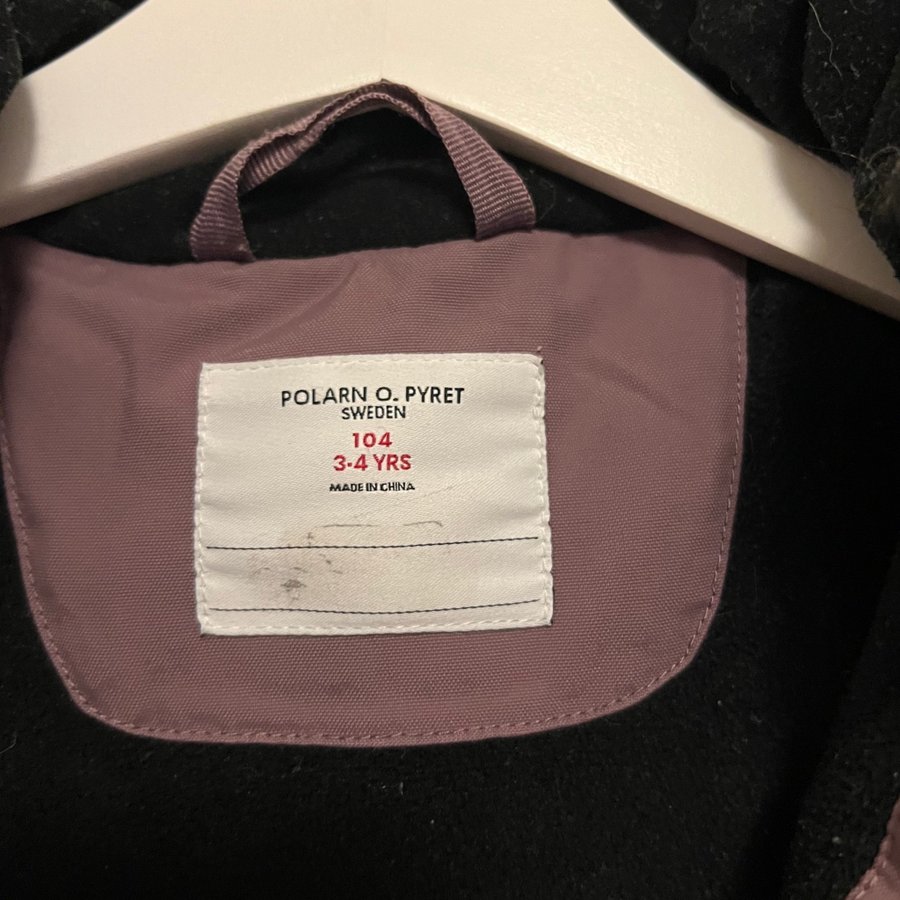 POLARN O. PYRET
SWEDEN
104
3-4 YRS
MADE IN CHINA